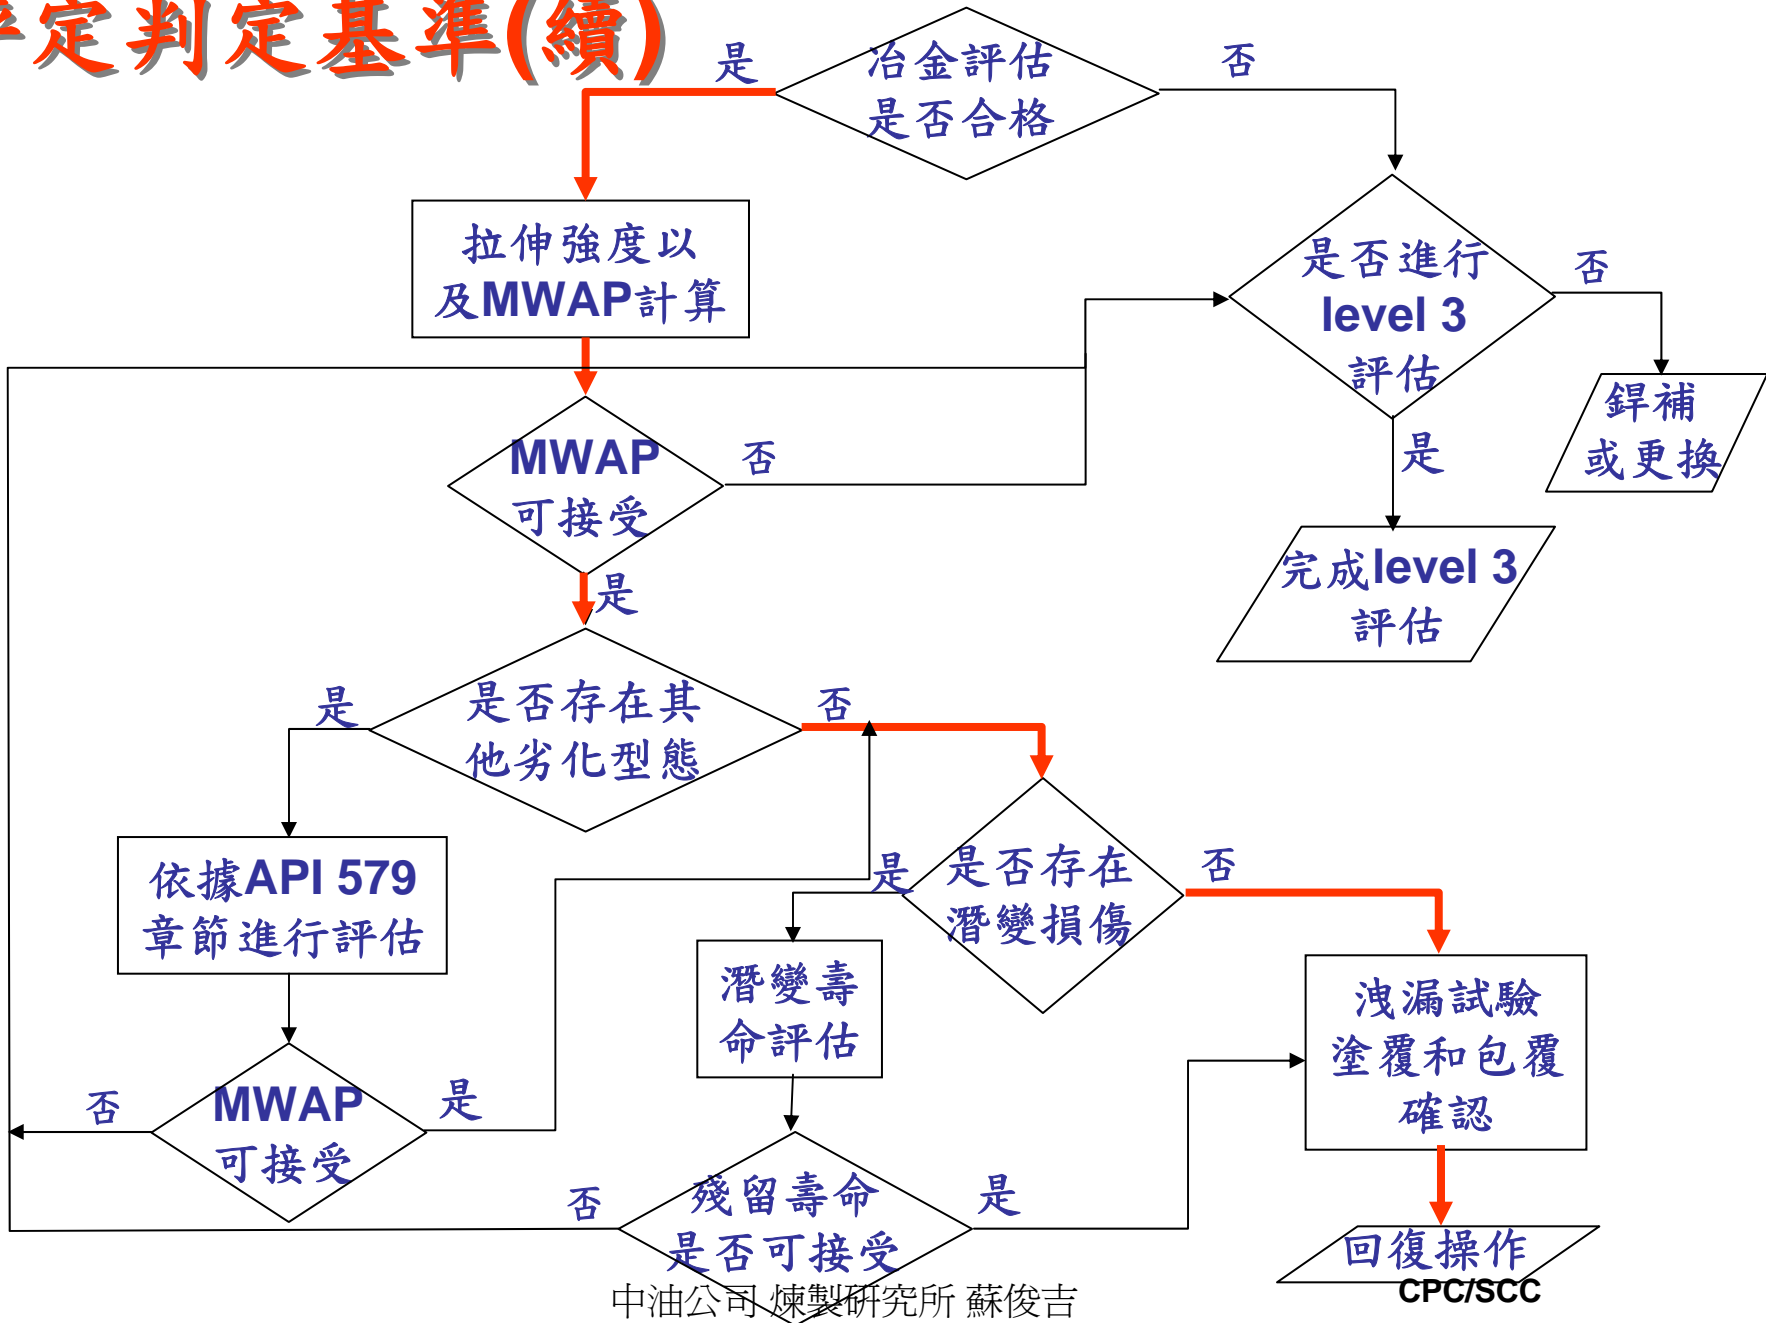 定判定基準(續)
是
冶金評估
是否合格
否
拉伸強度以
及MWAP計算
是否進行
level 3
評估
否
銲補
或更換
MWAP
可接受
否
是
是
完成level 3
評估
是
是否存在其
他劣化型態
否
依據API 579
章節進行評估
是
是否存在
潛變損傷
否
潛變壽
命評估
洩漏試驗
塗覆和包覆
確認
否
MWAP
可接受
是
否
殘留壽命
是否可接受
是
回復操作
中油公司 煉製研究所 蘇俊吉
CPC/SCC